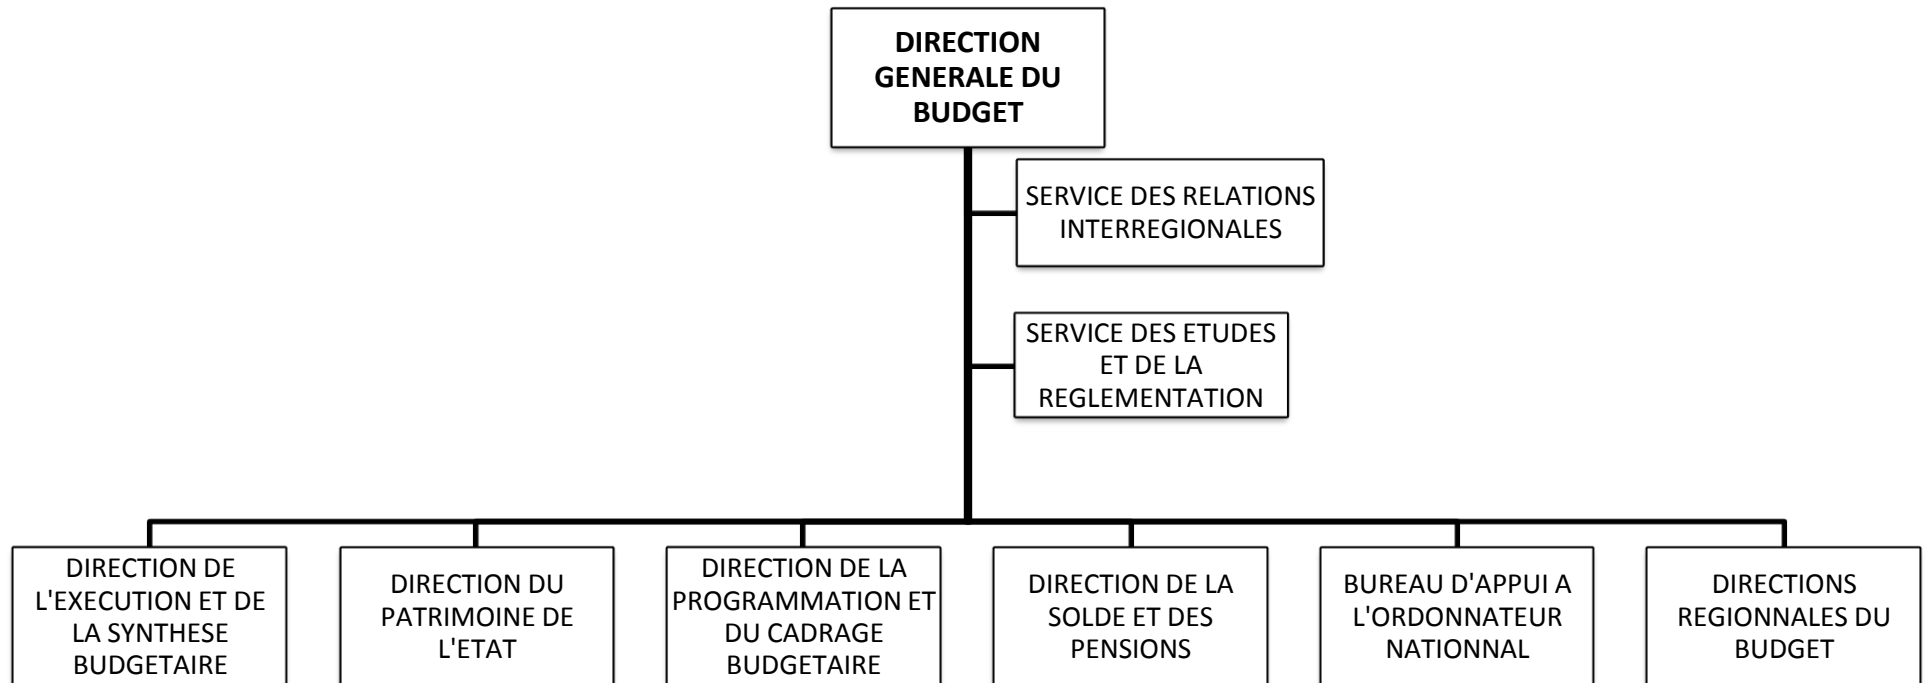 DIRECTION
GENERALE DU
BUDGET
SERVICE DES RELATIONS
INTERREGIONALES
SERVICE DES ETUDES
ET DE LA
REGLEMENTATION
DIRECTION DE
L'EXECUTION ET DE
LA SYNTHESE
BUDGETAIRE
DIRECTION DU
PATRIMOINE DE
L'ETAT
DIRECTION DE LA
PROGRAMMATION ET
DU CADRAGE
BUDGETAIRE
DIRECTION DE LA
SOLDE ET DES
PENSIONS
BUREAU D'APPUI A
L'ORDONNATEUR
NATIONNAL
DIRECTIONS
REGIONNALES DU
BUDGET